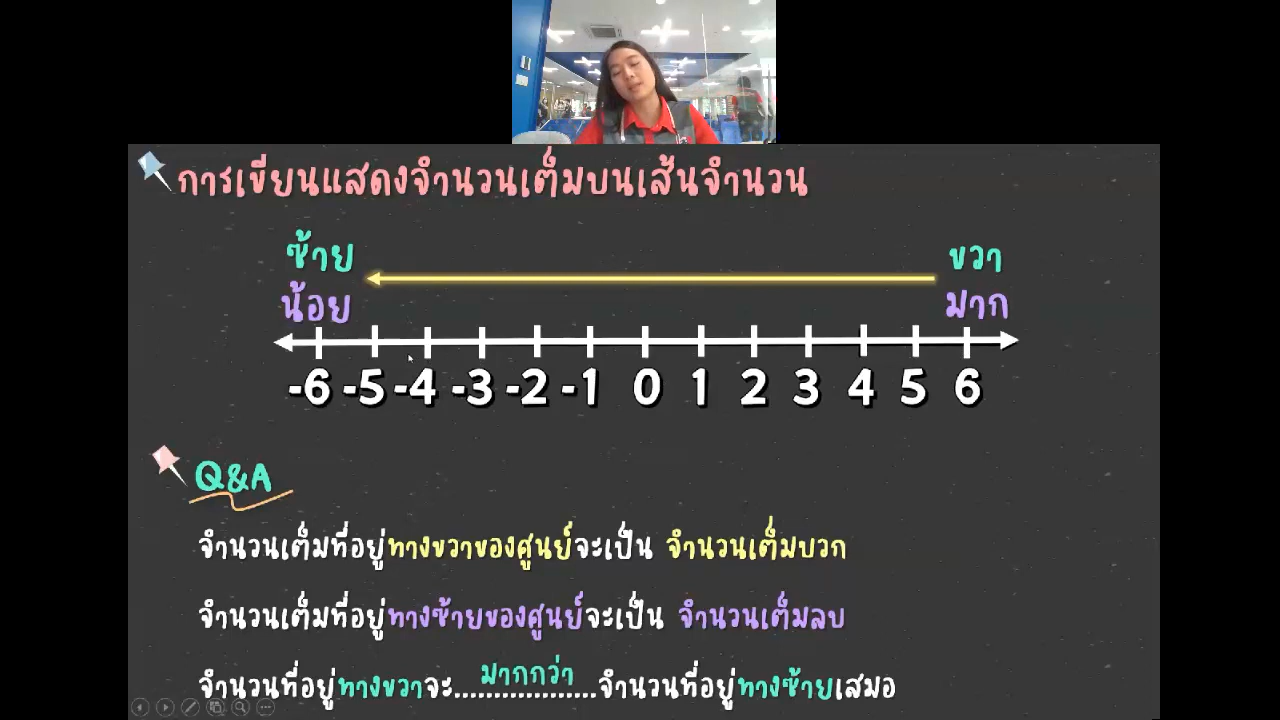 การเขียนแสดงจำนวนเต็มบนเส้นจำนวน
ซ้าย ขวา
น้อย มาก
-6 -5 -4 -3 -2 -1 0 1 2 3 4 5 6
Q&A
จำนวนเต็มที่อยู่ทางขวาของศูนย์จะเป็น จำนวนเต็มบวก
จำนวนเต็มที่อยู่ทางซ้ายของศูนย์จะเป็น จำนวนเต็มลบ
จำนวนที่อยู่ทางขวาจะ...มากกว่า...จำนวนที่อยู่ทางซ้ายเสมอ